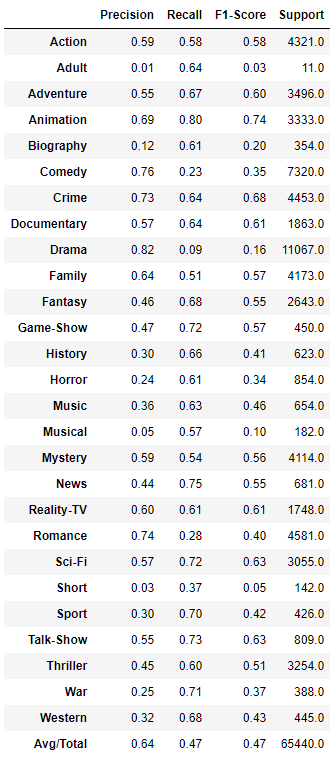 Precision Recall F1-Score Support
Action 0.59 0.58 0.58 4321.0
Adult 0.01 0.64 0.03 11.0
Adventure 0.55 0.67 0.60 3496.0
Animation 0.69 0.80 0.74 3333.0
Biography 0.12 0.61 0.20 354.0
Comedy 0.76 0.23 0.35 7320.0
Crime 0.73 0.64 0.68 4453.0
Documentary 0.57 0.64 0.61 1863.0
Drama 0.82 0.09 0.16 11067.0
Family 0.64 0.51 0.57 4173.0
Fantasy 0.46 0.68 0.55 2643.0
Game-Show 0.47 0.72 0.57 450.0
History 0.30 0.66 0.41 623.0
Horror 0.24 0.61 0.34 854.0
Music 0.36 0.63 0.46 654.0
Musical 0.05 0.57 0.10 182.0
Mystery 0.59 0.54 0.56 4114.0
News 0.44 0.75 0.55 681.0
Reality-TV 0.60 0.61 0.61 1748.0
Romance 0.74 0.28 0.40 4581.0
Sci-Fi 0.57 0.72 0.63 3055.0
Short 0.03 0.37 0.05 142.0
Sport 0.30 0.70 0.42 426.0
Talk-Show 0.55 0.73 0.63 809.0
Thriller 0.45 0.60 0.51 3254.0
War 0.25 0.71 0.37 388.0
Western 0.32 0.68 0.43 445.0
Avg/Total 0.64 0.47 0.47 65440.0